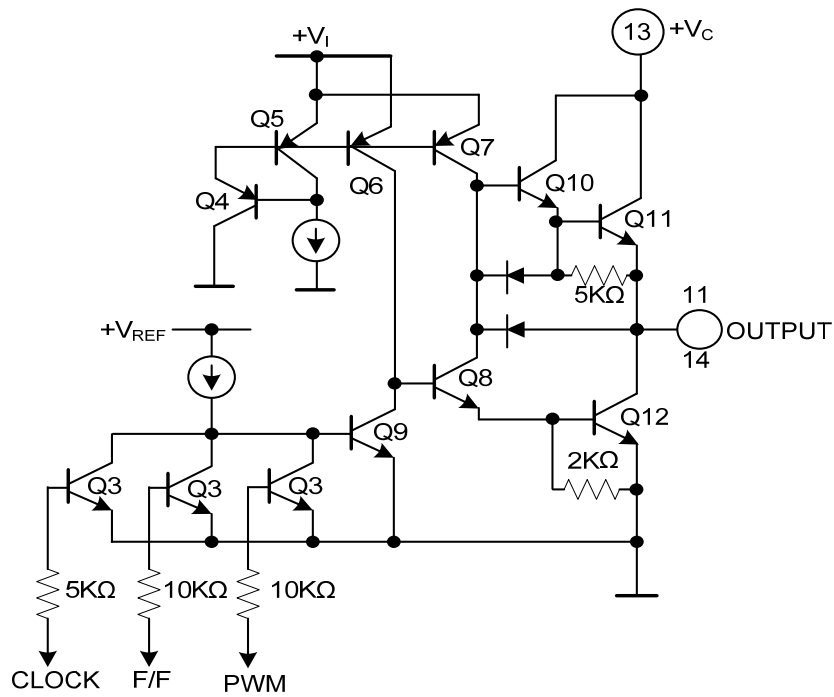 +VI
13
+VC
Q5
Q6
Q7
Q4
Q10
Q11
5KΩ
11
OUTPUT
14
+VREF
Q8
Q12
Q9
2KΩ
Q3
Q3
Q3
5KΩ
10KΩ
10KΩ
CLOCK
F/F
PWM